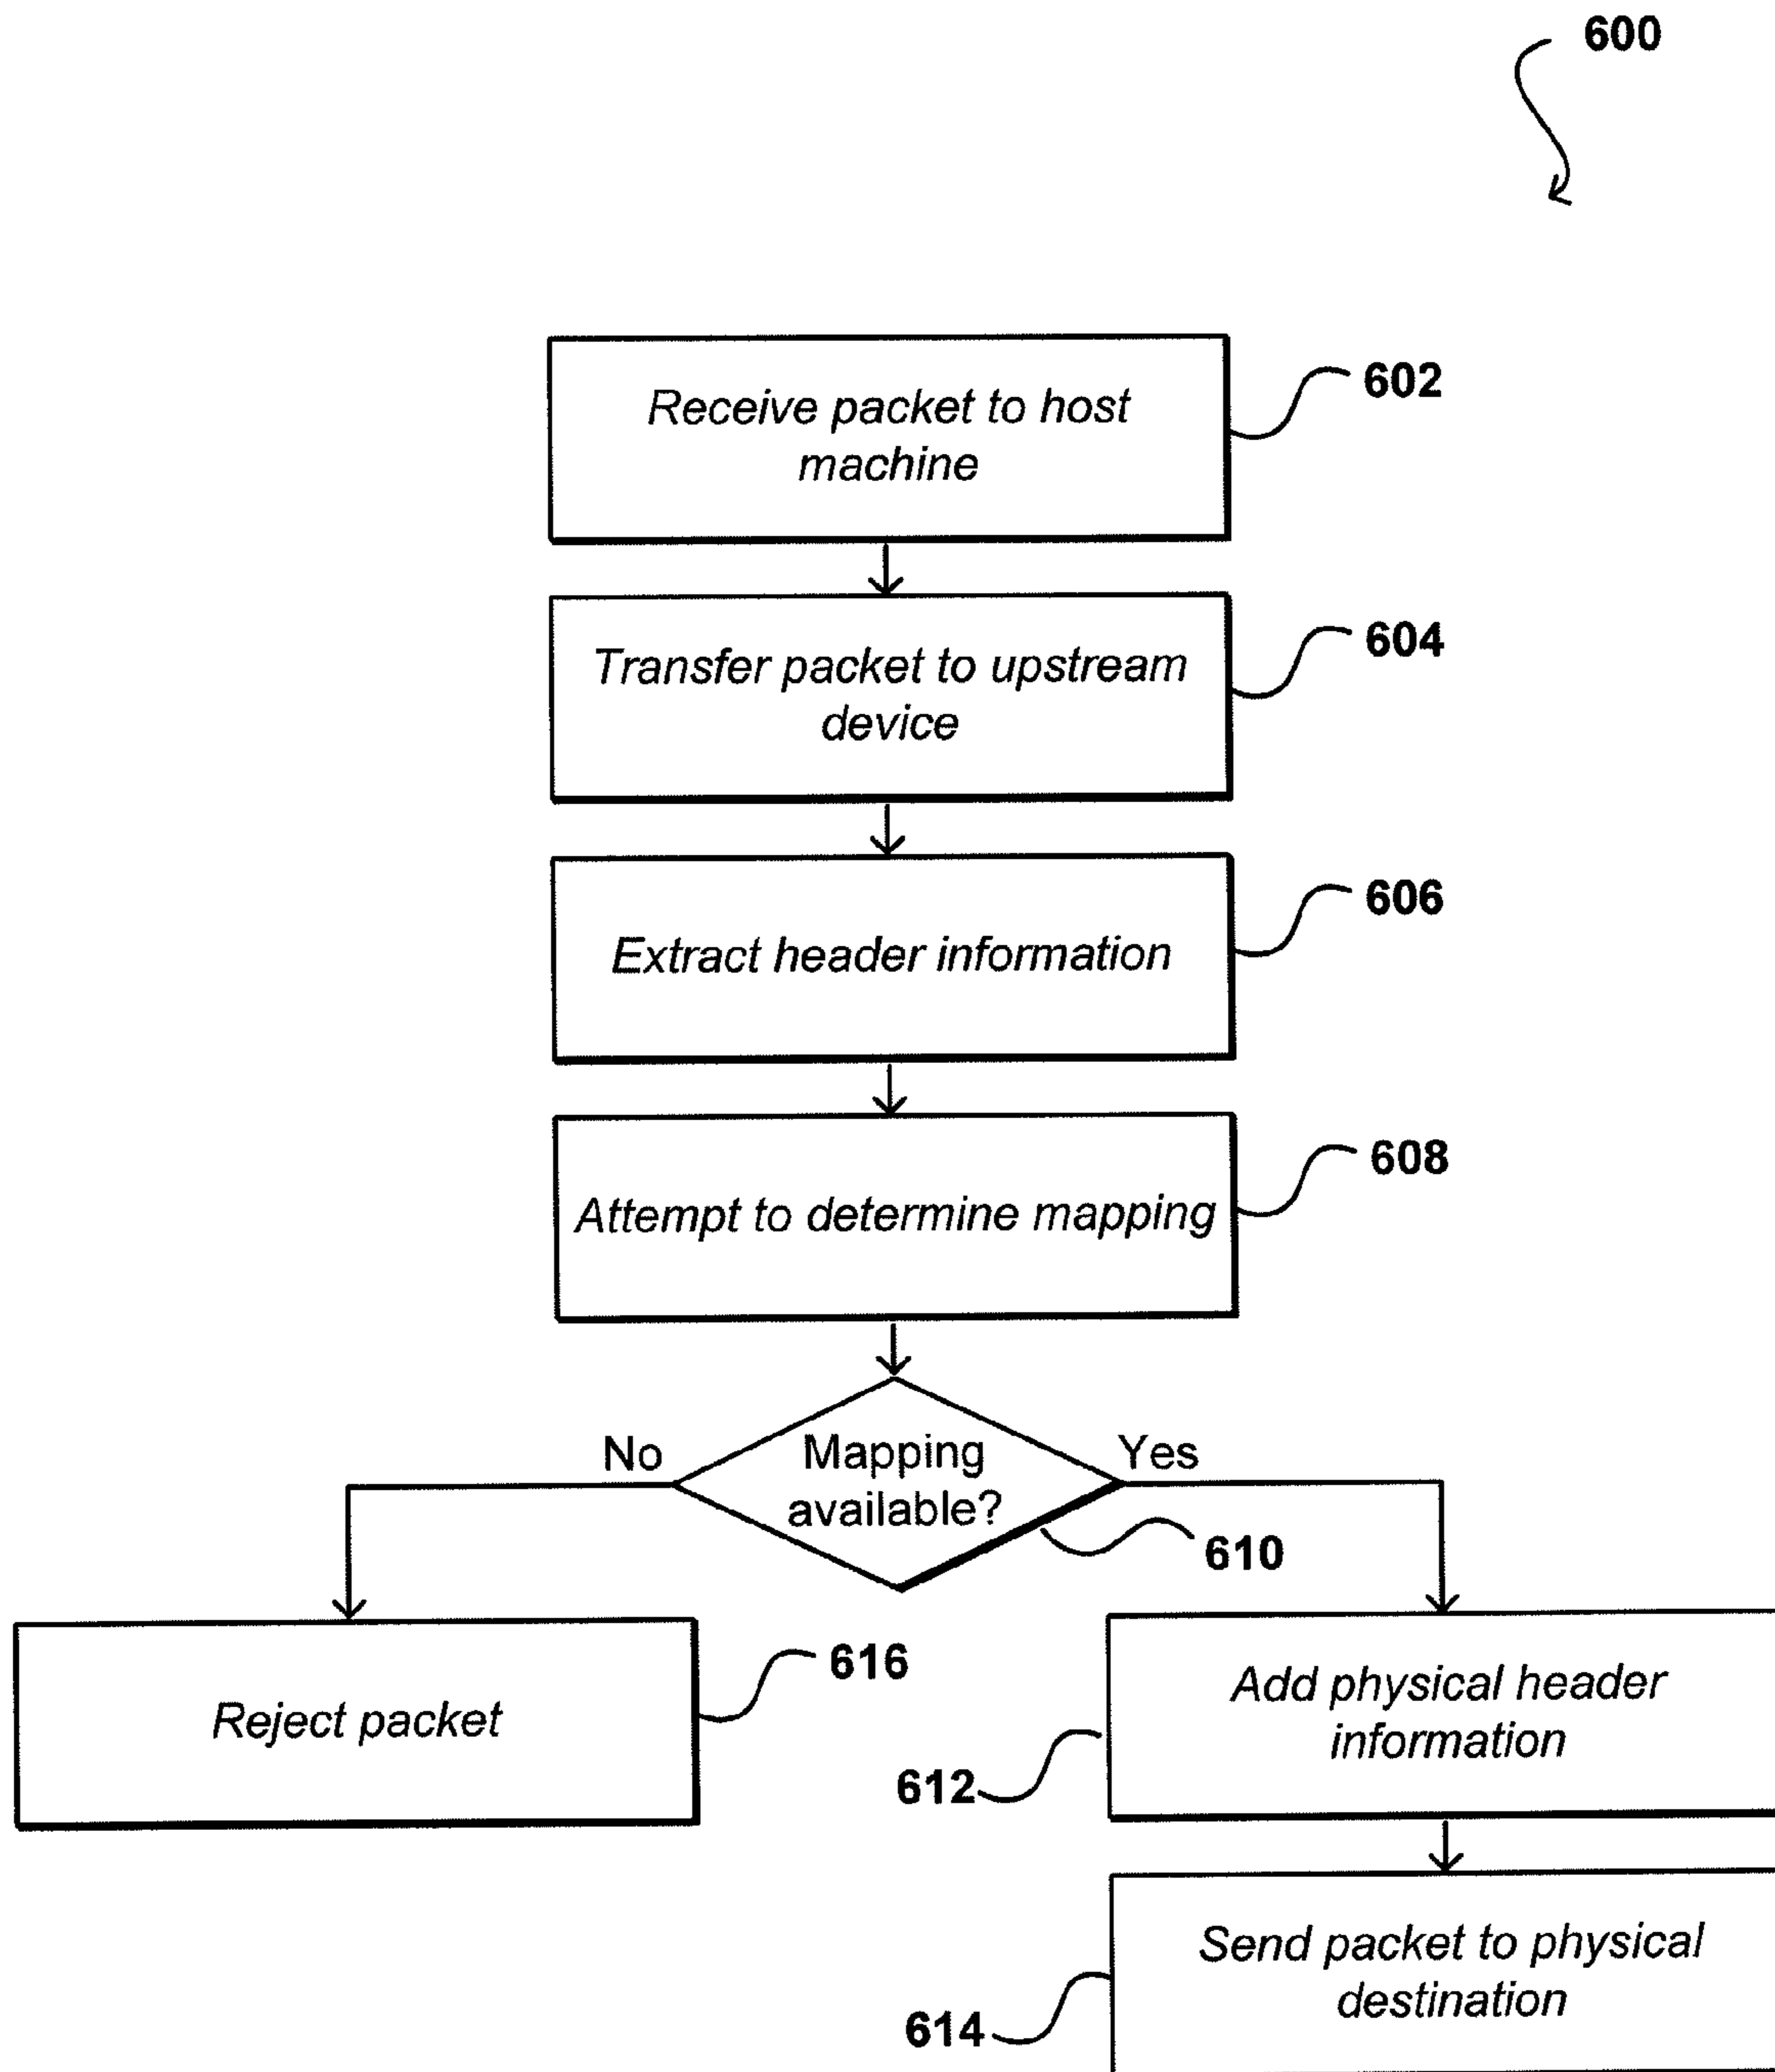 600
Receive packet to host
machine
602
Transfer packet to upstream
device
604
Extract header information
606
Attempt to determine mapping
608
No
Mapping
available?
Yes
610
Reject packet
616
Add physical header
information
612
Send packet to physical
destination
614